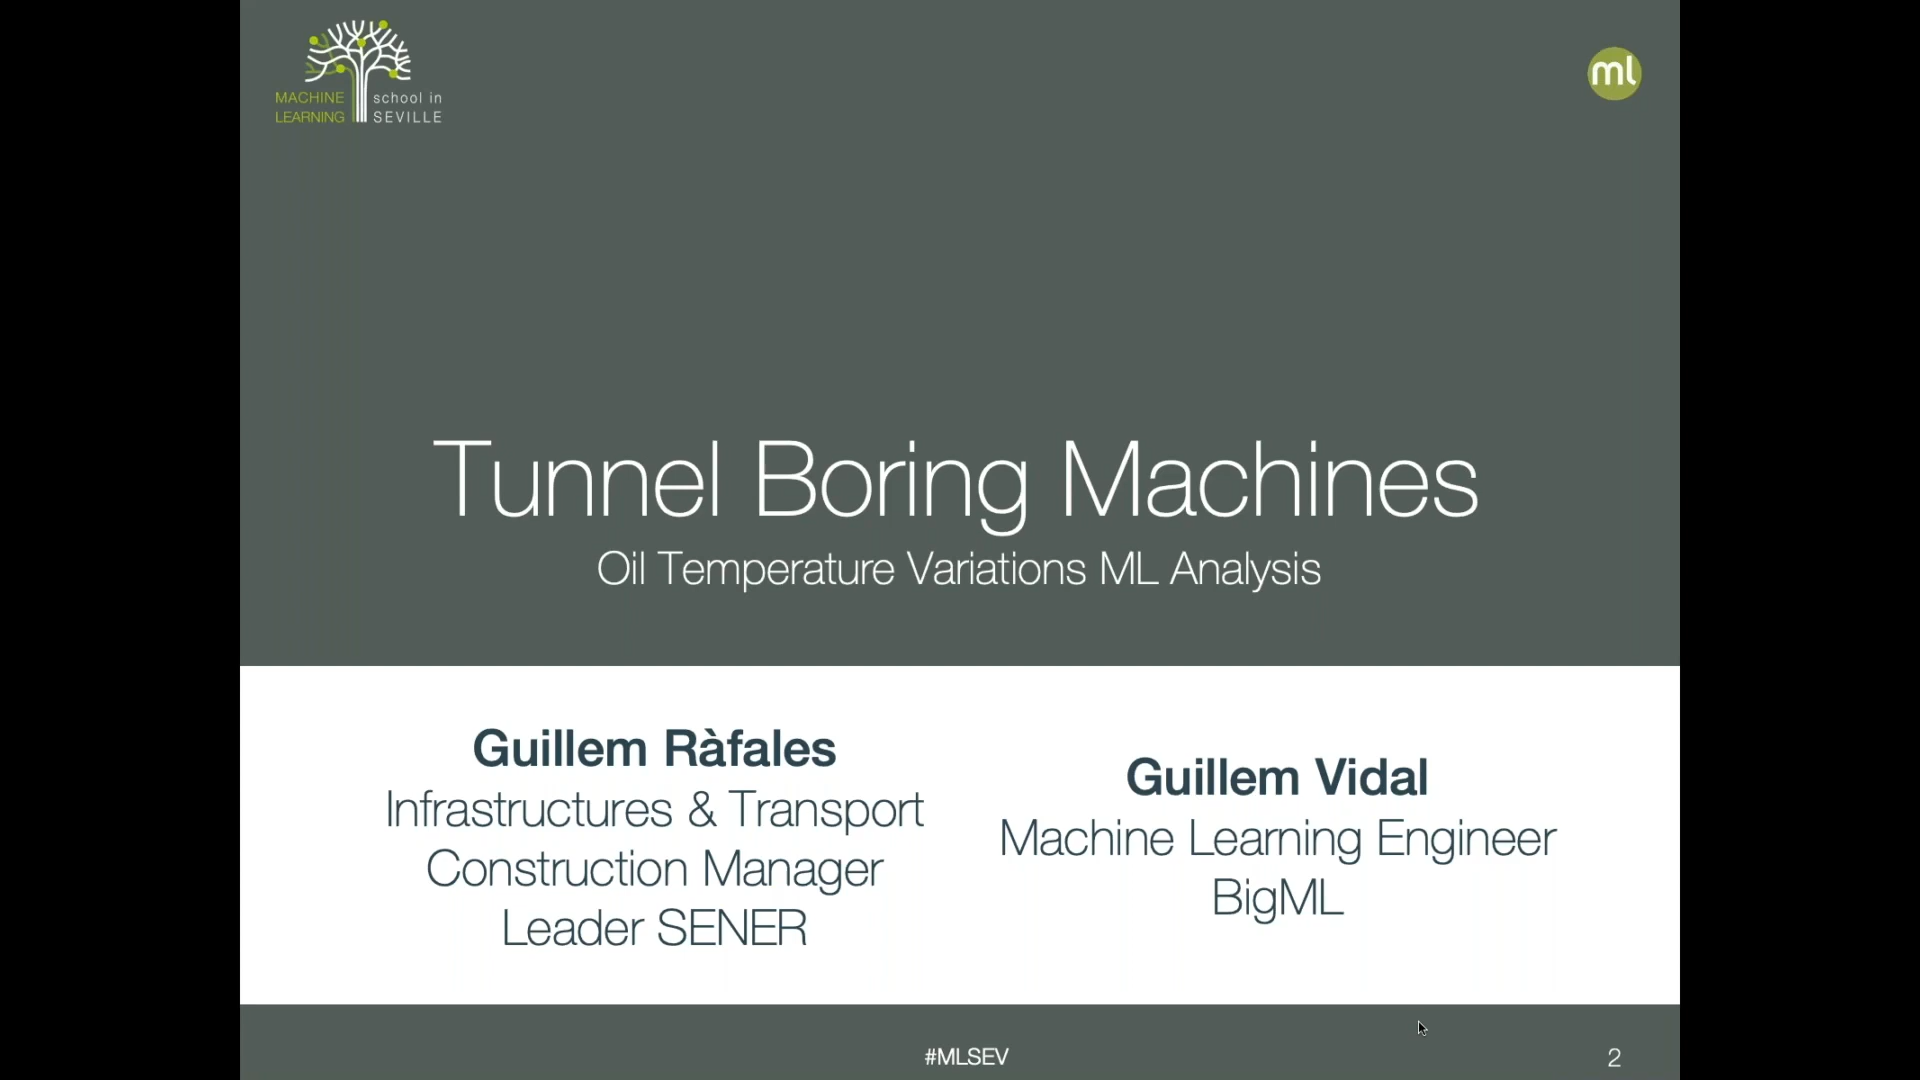 MACHINE LEARNING
school in SEVILLE
ml
Tunnel Boring Machines
Oil Temperature Variations ML Analysis
Guillem Ràfales
Infrastructures & Transport
Construction Manager
Leader SENER
Guillem Vidal
Machine Learning Engineer
BigML
#MLSEV
2